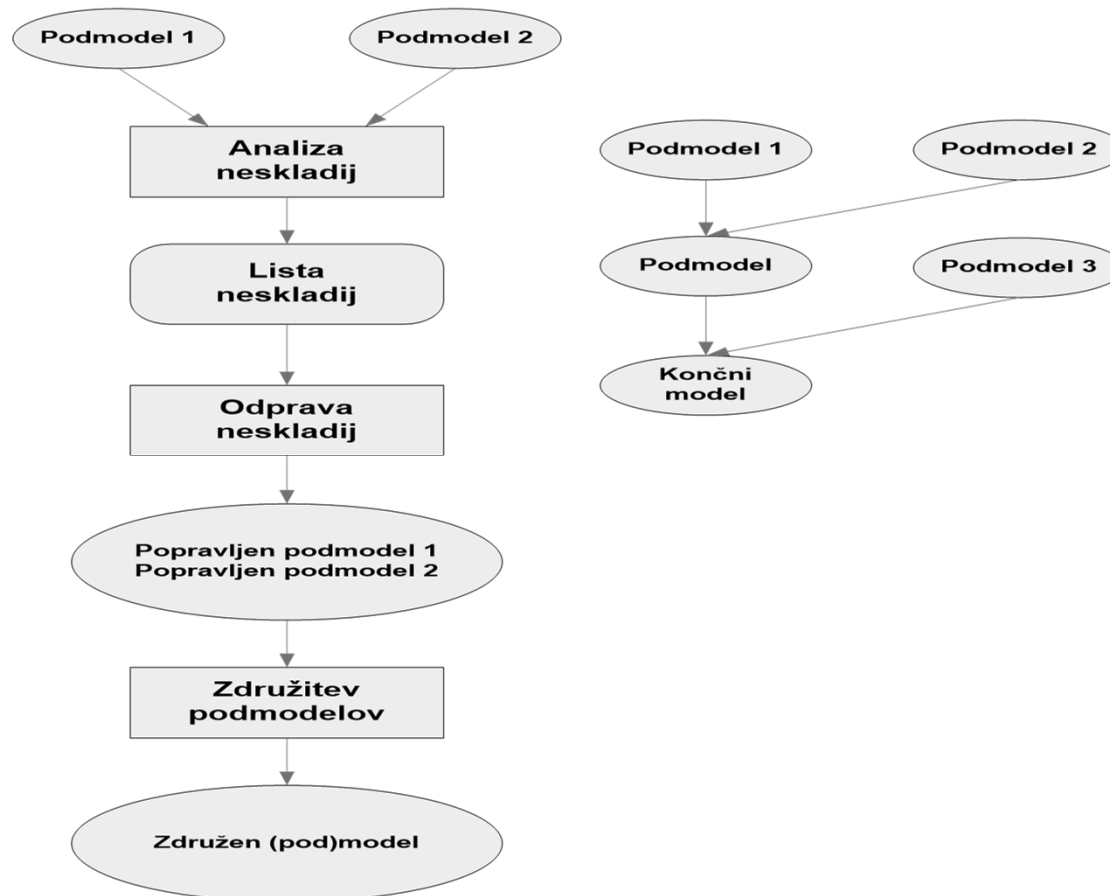 Podmodel 1
Podmodel 2
Analiza
neskladij
Lista
neskladij
Odprava
neskladij
Popravljen podmodel 1
Popravljen podmodel 2
Združitev
podmodelov
Združen (pod)model
Podmodel 1
Podmodel 2
Podmodel
Podmodel 3
Končni
model